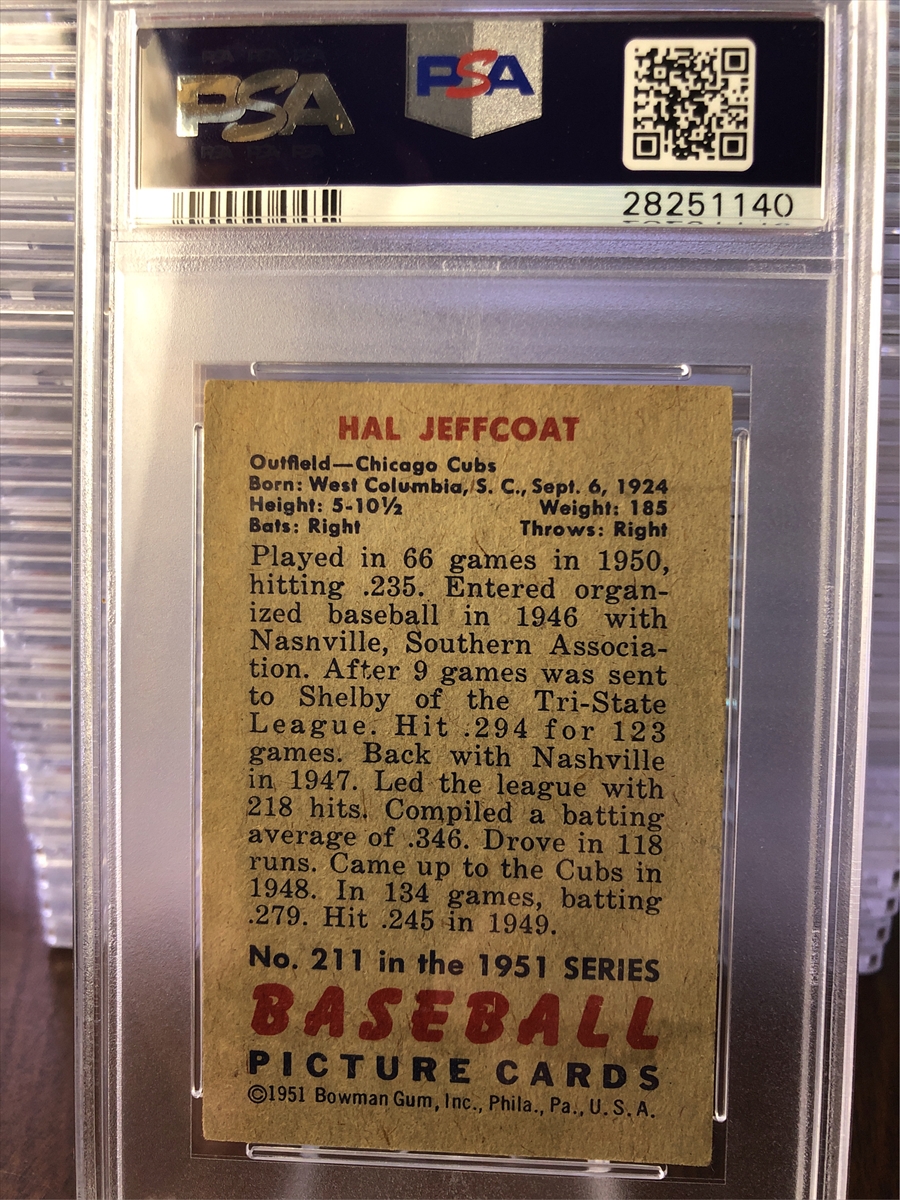 PSA PSA
28251140
HAL JEFFCOAT
Outfield—Chicago Cubs
Born: West Columbia, S. C., Sept. 6, 1924
Height: 5-10½ Weight: 185
Bats: Right Throws: Right
Played in 66 games in 1950,
hitting .235. Entered organ-
ized baseball in 1946 with
Nashville, Southern Associa-
tion. After 9 games was sent
to Shelby of the Tri-State
League. Hit .294 for 123
games. Back with Nashville
in 1947. Led the league with
218 hits. Compiled a batting
average of .346. Drove in 118
runs. Came up to the Cubs in
1948. In 134 games, batting
.279. Hit .245 in 1949.
No. 211 in the 1951 SERIES
BASEBALL
PICTURE CARDS
©1951 Bowman Gum, Inc., Phila., Pa., U. S. A.